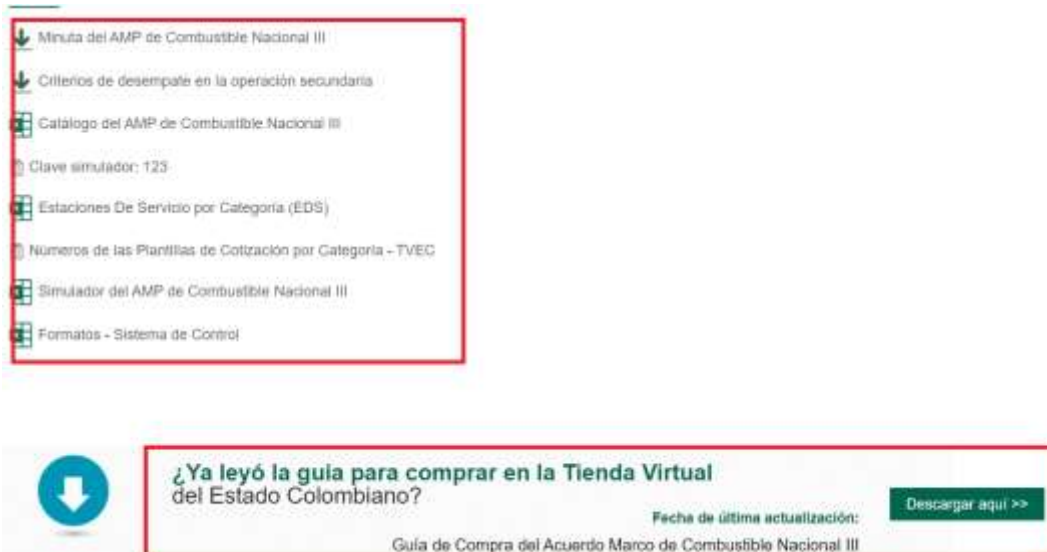 Minuta del AMP de Combustible Nacional III
Criterios de desempate en la operación secundaria
Catálogo del AMP de Combustible Nacional III
Clave simulador: 123
Estaciones De Servicio por Categoría (EDS)
Números de las Plantillas de Cotización por Categoría - TVEC
Simulador del AMP de Combustible Nacional III
Formatos - Sistema de Control
¿Ya leyó la guia para comprar en la Tienda Virtual
del Estado Colombiano?
Descargar aquí >>
Fecha de última actualización:
Guía de Compra del Acuerdo Marco de Combustible Nacional III